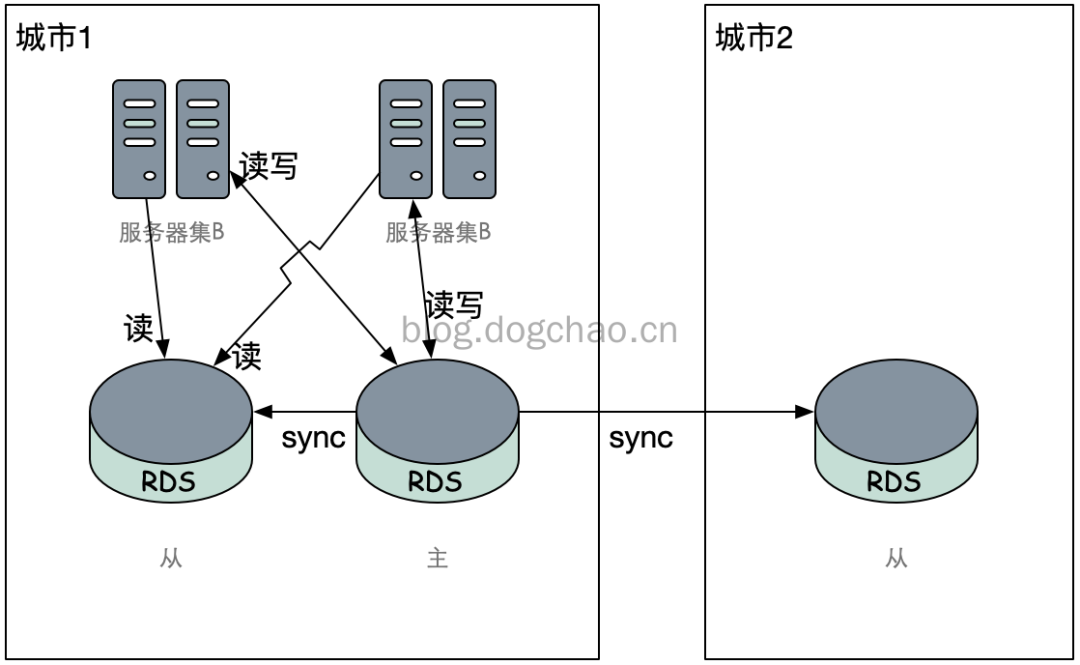 城市1
城市2
读写
服务器集B
服务器集B
读写
读
读
blog.dogchao.cn
sync
sync
RDS
RDS
RDS
从
主
从